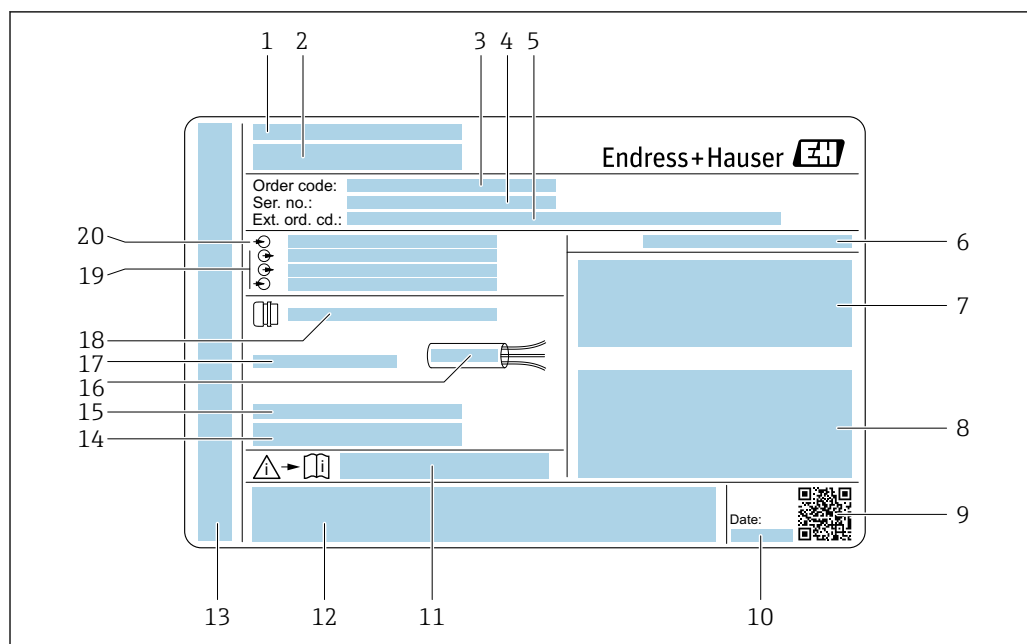 1 2 3 4 5
Endress+Hauser EH
Order code:
Ser. no.:
Ext. ord. cd.:
20
19
6
7
18
17
16
15
14
8
i i
Date:
9
13 12 11 10